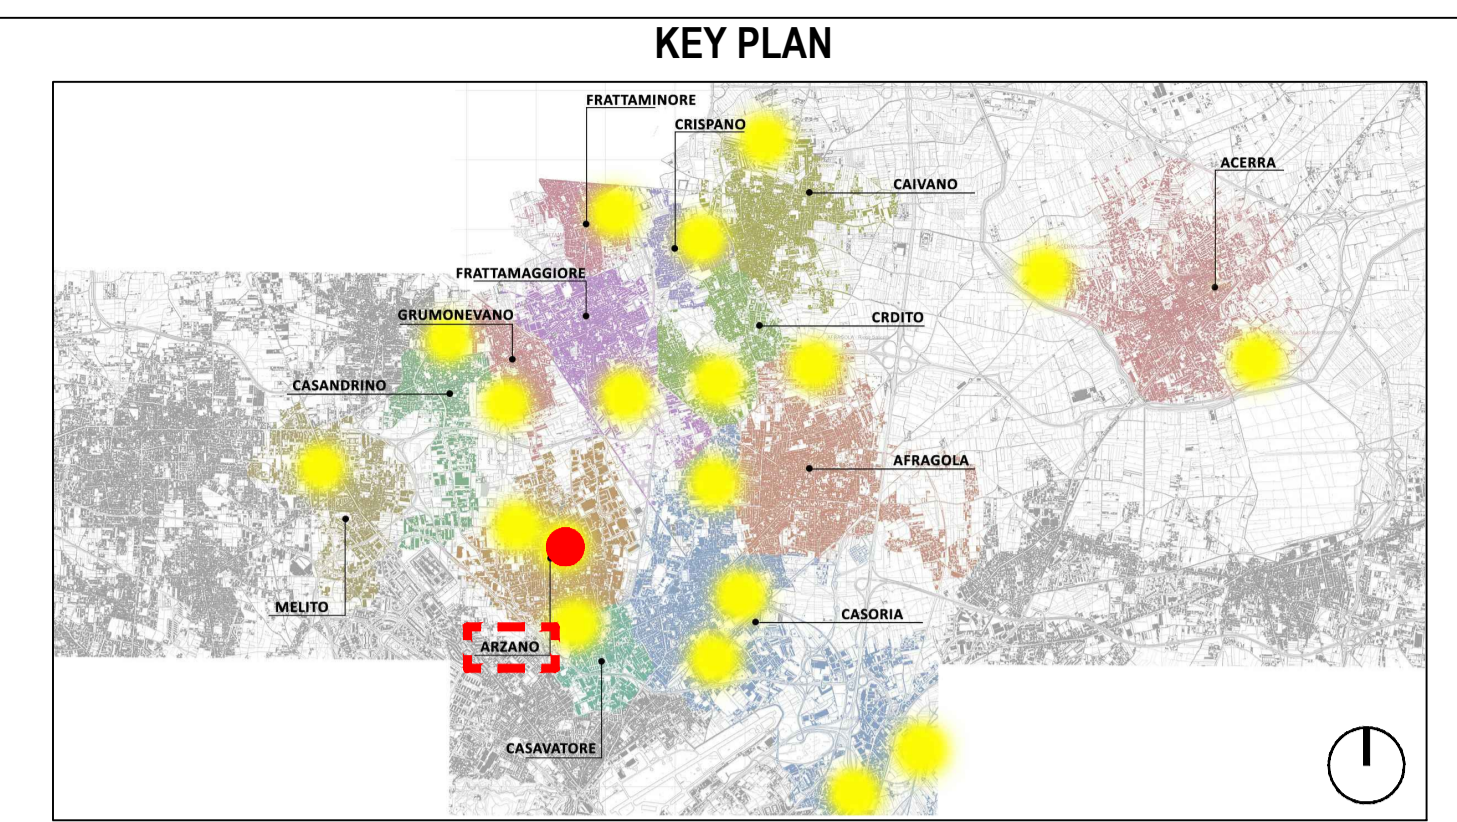 KEY PLAN
FRATTAMINORE
CRISPANO
ACERRA
CAIVANO
FRATTAMAGGIORE
GRUMONEVANO
CRDITO
CASANDRINO
AFRAGOLA
MELITO
CASORIA
ARZANO
CASAVATORE